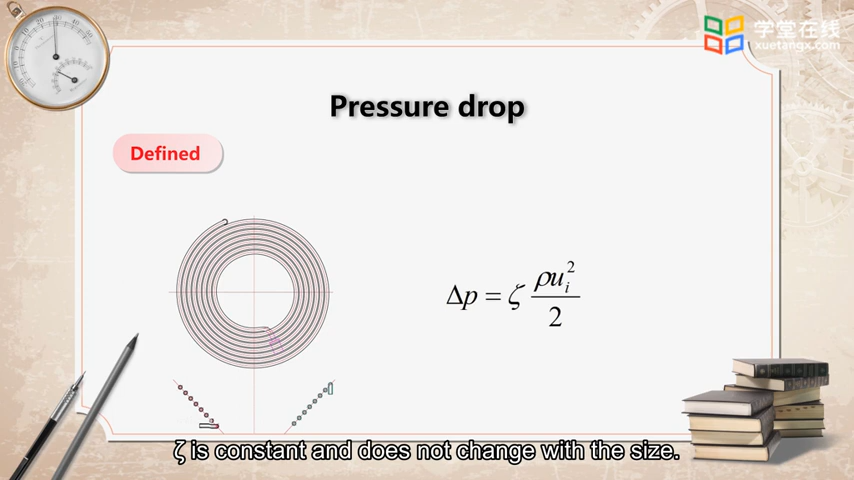 学堂在线
xuetangx.com
Pressure drop
Defined
Δp = ζ ρu_i^2 / 2
ζ is constant and does not change with the size.